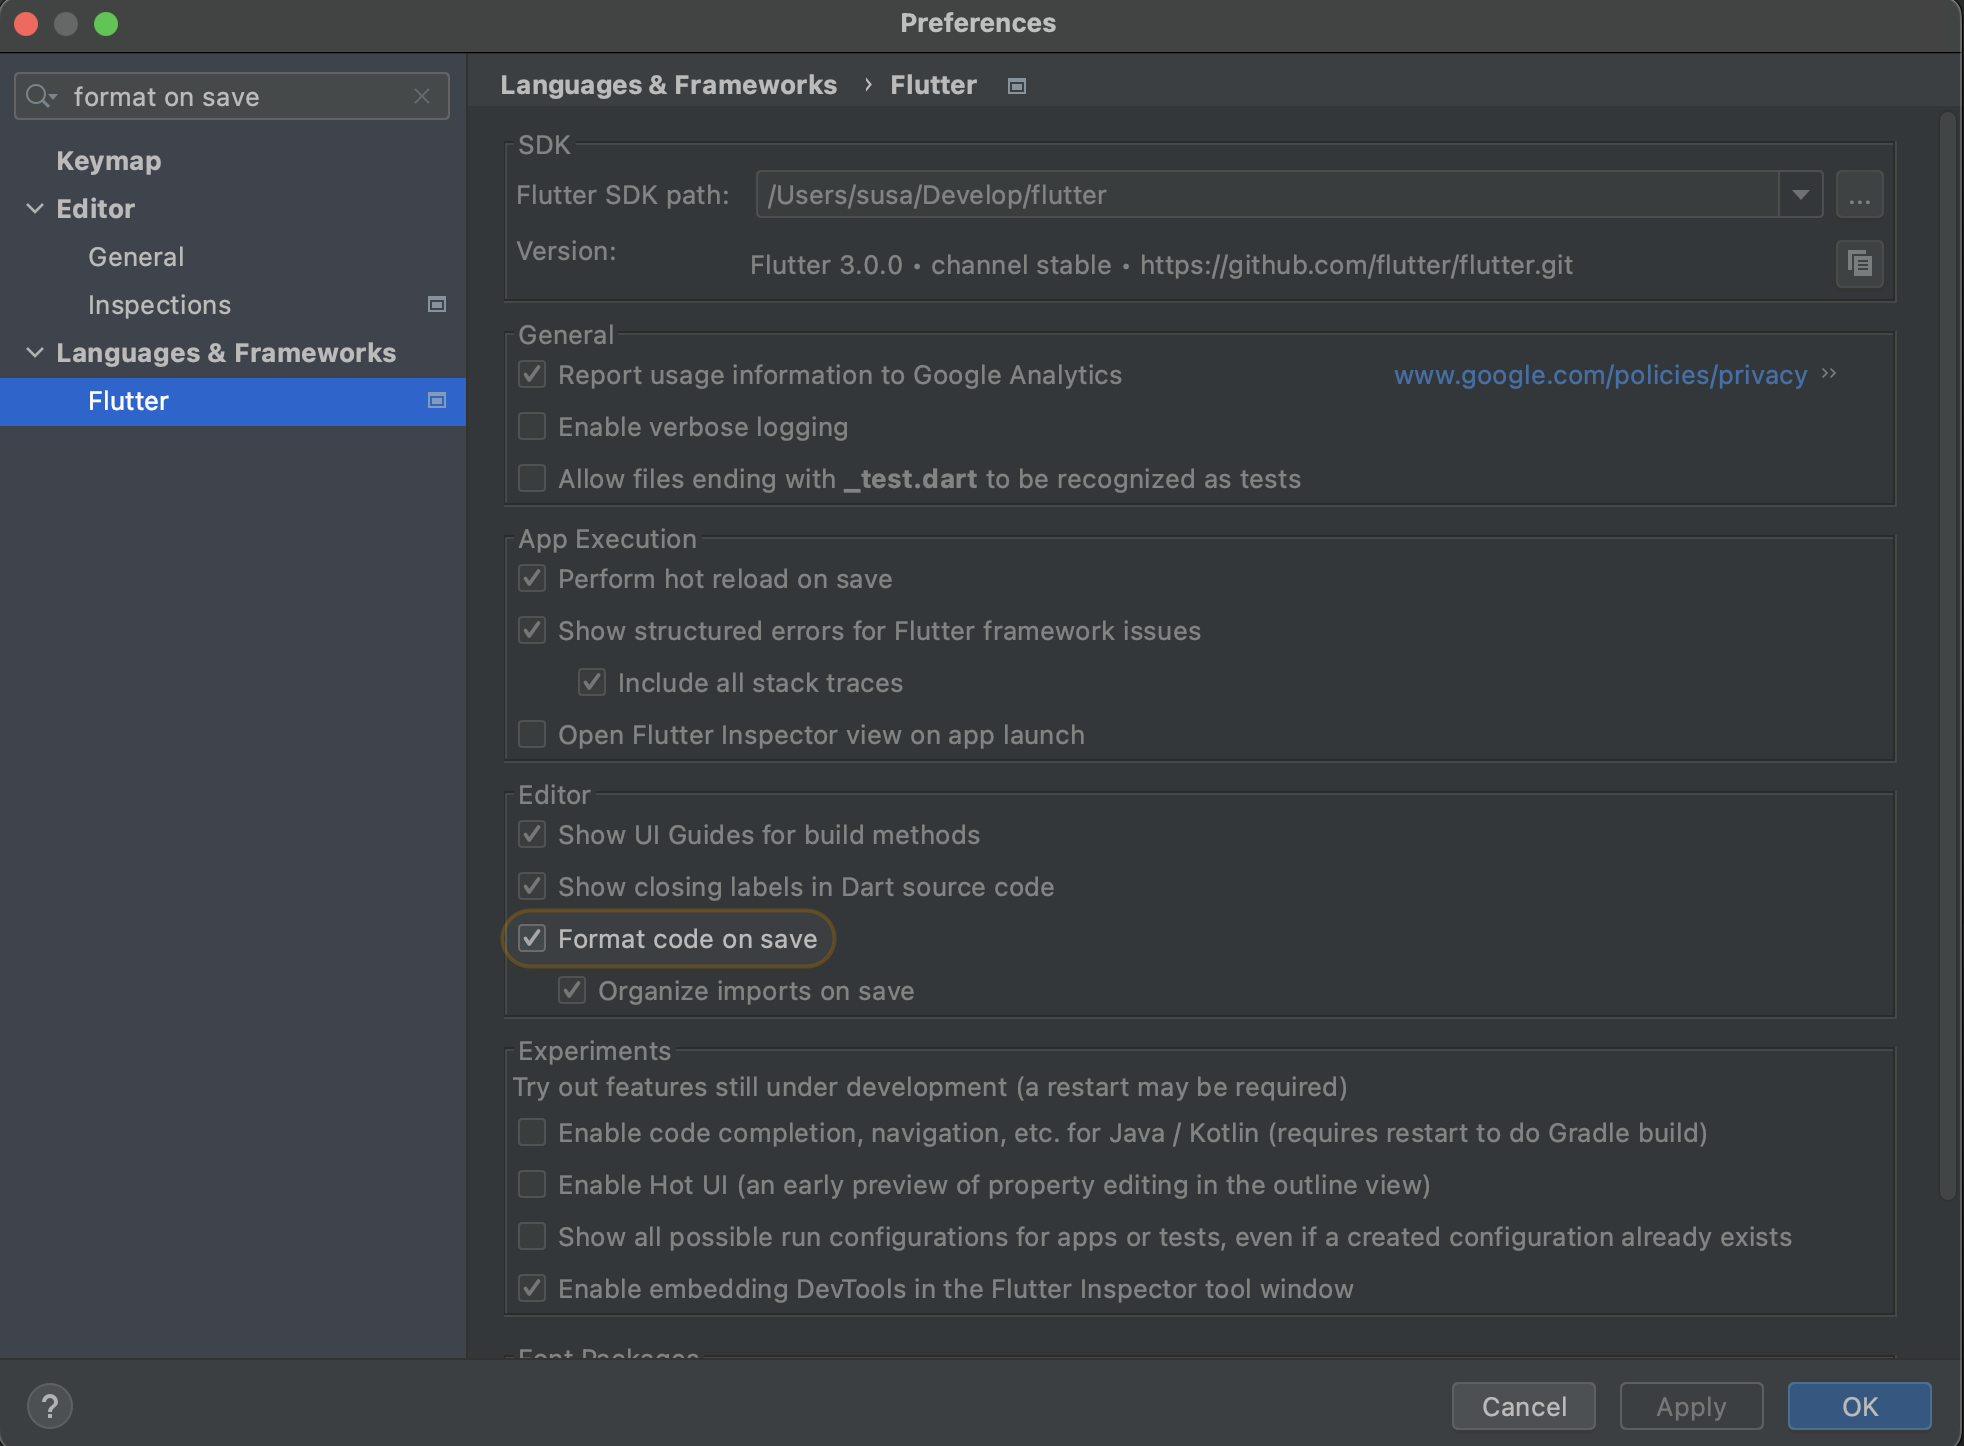 Preferences
format on save
Keymap
Editor
General
Inspections
Languages & Frameworks
Flutter
Languages & Frameworks › Flutter
SDK
Flutter SDK path: /Users/susa/Develop/flutter ...
Version: Flutter 3.0.0 • channel stable • https://github.com/flutter/flutter.git
General
Report usage information to Google Analytics www.google.com/policies/privacy »
Enable verbose logging
Allow files ending with _test.dart to be recognized as tests
App Execution
Perform hot reload on save
Show structured errors for Flutter framework issues
Include all stack traces
Open Flutter Inspector view on app launch
Editor
Show UI Guides for build methods
Show closing labels in Dart source code
Format code on save
Organize imports on save
Experiments
Try out features still under development (a restart may be required)
Enable code completion, navigation, etc. for Java / Kotlin (requires restart to do Gradle build)
Enable Hot UI (an early preview of property editing in the outline view)
Show all possible run configurations for apps or tests, even if a created configuration already exists
Enable embedding DevTools in the Flutter Inspector tool window
Font Packages
? Cancel Apply OK